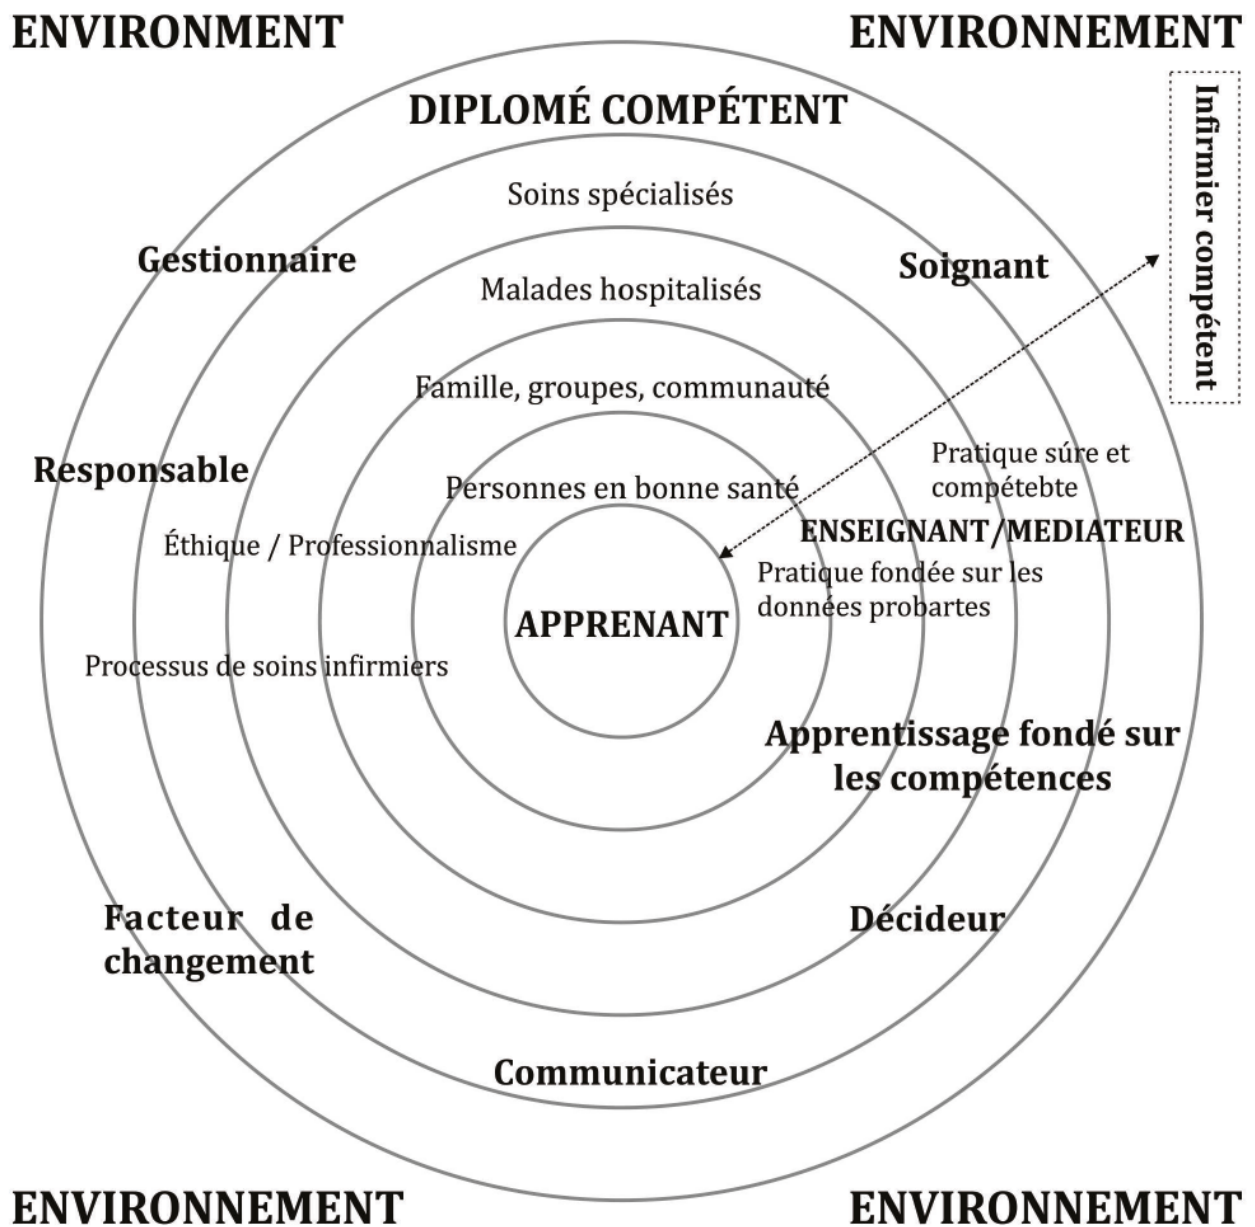 ENVIRONMENT
ENVIRONNEMENT
DIPLOMÉ COMPÉTENT
Infirmier compétent
Soins spécialisés
Gestionnaire
Soignant
Malades hospitalisés
Famille, groupes, communauté
Responsable
Pratique súre et
compétebte
Personnes en bonne santé
ENSEIGNANT/MEDIATEUR
Éthique / Professionnalisme
Pratique fondée sur les
données probartes
APPRENANT
Processus de soins infirmiers
Apprentissage fondé sur
les compétences
Facteur de
changement
Décideur
Communicateur
ENVIRONNEMENT
ENVIRONNEMENT